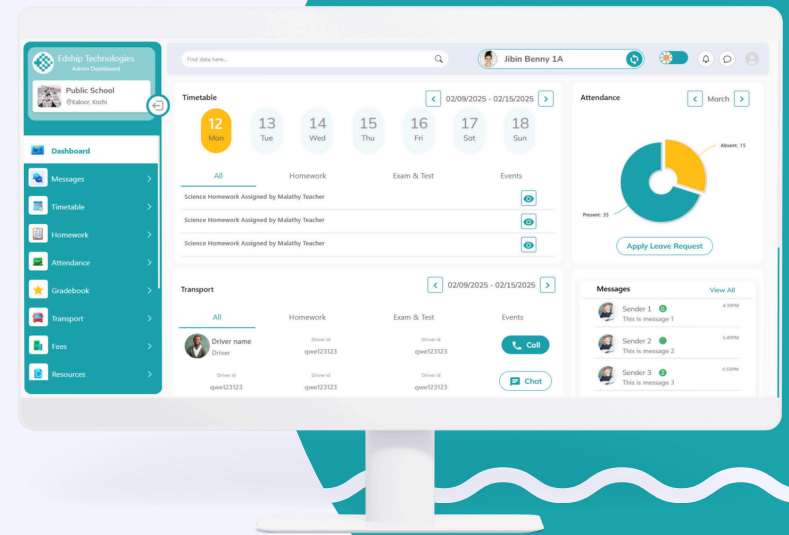 Edship Technologies
Admin Dashboard
Public School
Kaloor, Kochi
Dashboard
Messages
Timetable
Homework
Attendance
Gradebook
Transport
Fees
Resources
Find data here...
Jibin Benny 1A
Timetable
02/09/2025 - 02/15/2025
12 13 14 15 16 17 18
Mon Tue Wed Thu Fri Sat Sun
All Homework Exam & Test Events
Science Homework Assigned by Malathy Teacher
Science Homework Assigned by Malathy Teacher
Science Homework Assigned by Malathy Teacher
Attendance
March
Absent: 15
Present: 35
Apply Leave Request
Transport
02/09/2025 - 02/15/2025
All Homework Exam & Test Events
Driver name Driver id Driver id Call
Driver qwe123123 qwe123123
Driver id Driver id Driver id Chat
qwe123123 qwe123123 qwe123123
Messages View All
Sender 1 4.30PM
This is message 1
Sender 2 5.40PM
This is message 2
Sender 3 2 6.50PM
This is message 3